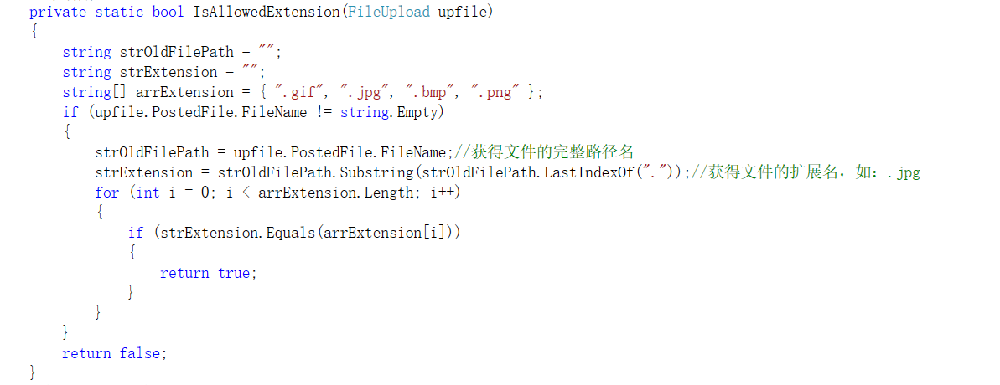 private static bool IsAllowedExtension(FileUpload upfile)
{
string strOldFilePath = "";
string strExtension = "";
string[] arrExtension = { ".gif", ".jpg", ".bmp", ".png" };
if (upfile.PostedFile.FileName != string.Empty)
{
strOldFilePath = upfile.PostedFile.FileName;//获得文件的完整路径名
strExtension = strOldFilePath.Substring(strOldFilePath.LastIndexOf("."));//获得文件的扩展名，如：.jpg
for (int i = 0; i < arrExtension.Length; i++)
{
if (strExtension.Equals(arrExtension[i]))
{
return true;
}
}
}
return false;
}